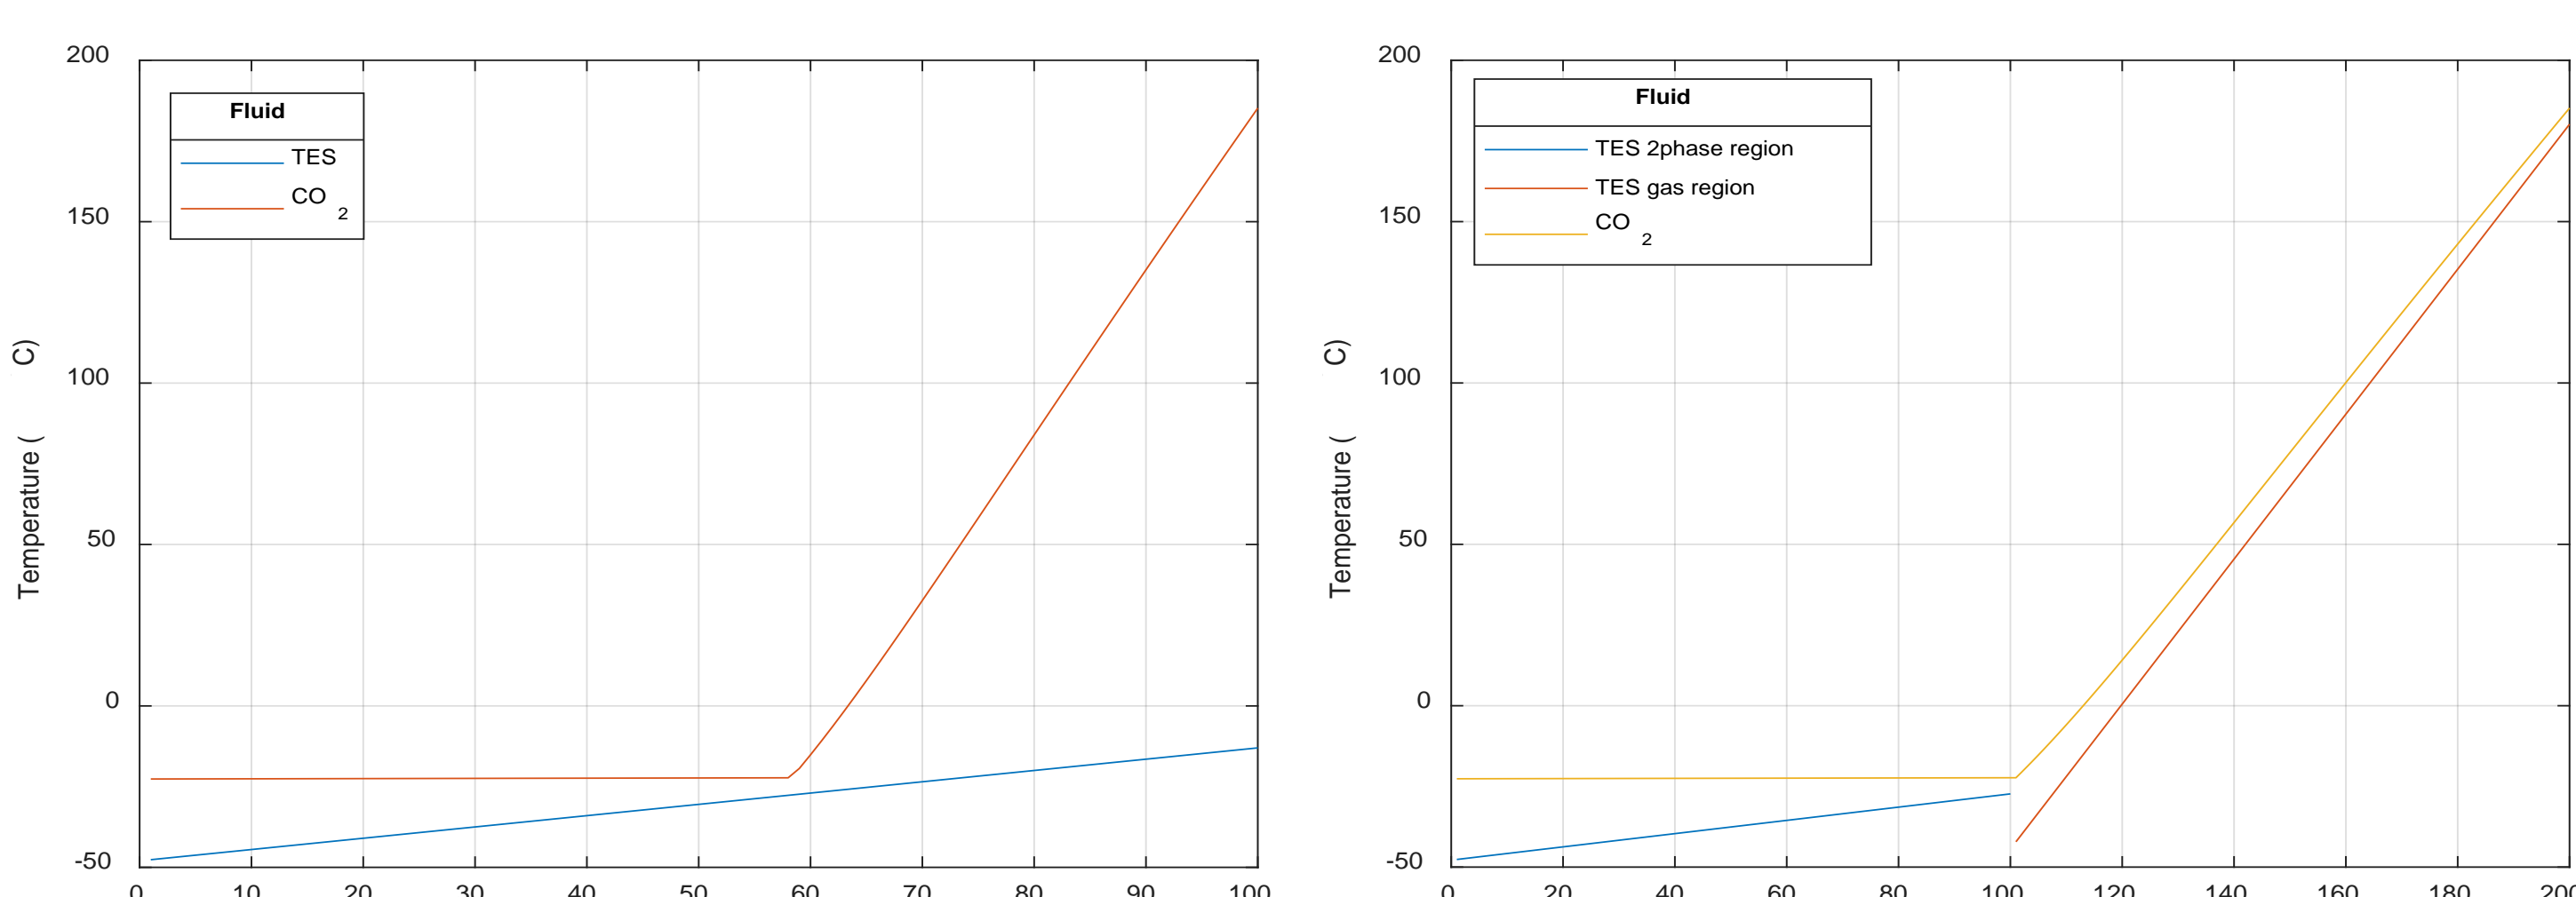 200
150
100
50
0
-50
Temperature (
C)
Fluid
TES
CO 2
0 10 20 30 40 50 60 70 80 90 100
200
150
100
50
0
-50
Temperature (
C)
Fluid
TES 2phase region
TES gas region
CO 2
0 20 40 60 80 100 120 140 160 180 200